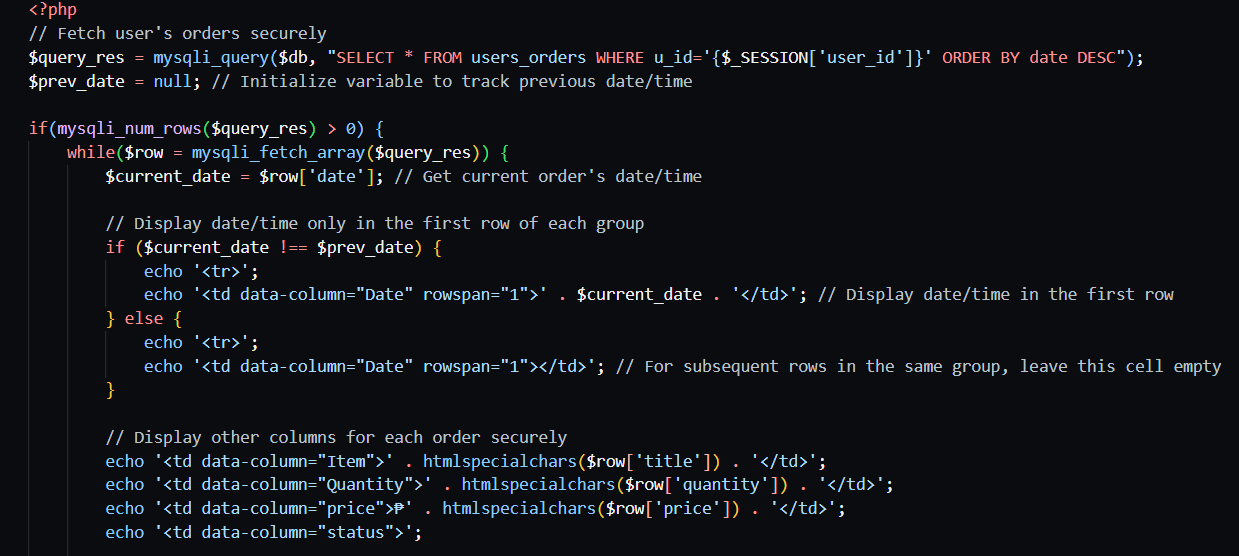 <?php
// Fetch user's orders securely
$query_res = mysqli_query($db, "SELECT * FROM users_orders WHERE u_id='{$_SESSION['user_id']}' ORDER BY date DESC");
$prev_date = null; // Initialize variable to track previous date/time
if(mysqli_num_rows($query_res) > 0) {
while($row = mysqli_fetch_array($query_res)) {
$current_date = $row['date']; // Get current order's date/time
// Display date/time only in the first row of each group
if ($current_date !== $prev_date) {
echo '<tr>';
echo '<td data-column="Date" rowspan="1">' . $current_date . '</td>'; // Display date/time in the first row
} else {
echo '<tr>';
echo '<td data-column="Date" rowspan="1"></td>'; // For subsequent rows in the same group, leave this cell empty
}
// Display other columns for each order securely
echo '<td data-column="Item">' . htmlspecialchars($row['title']) . '</td>';
echo '<td data-column="Quantity">' . htmlspecialchars($row['quantity']) . '</td>';
echo '<td data-column="price">₱' . htmlspecialchars($row['price']) . '</td>';
echo '<td data-column="status">';